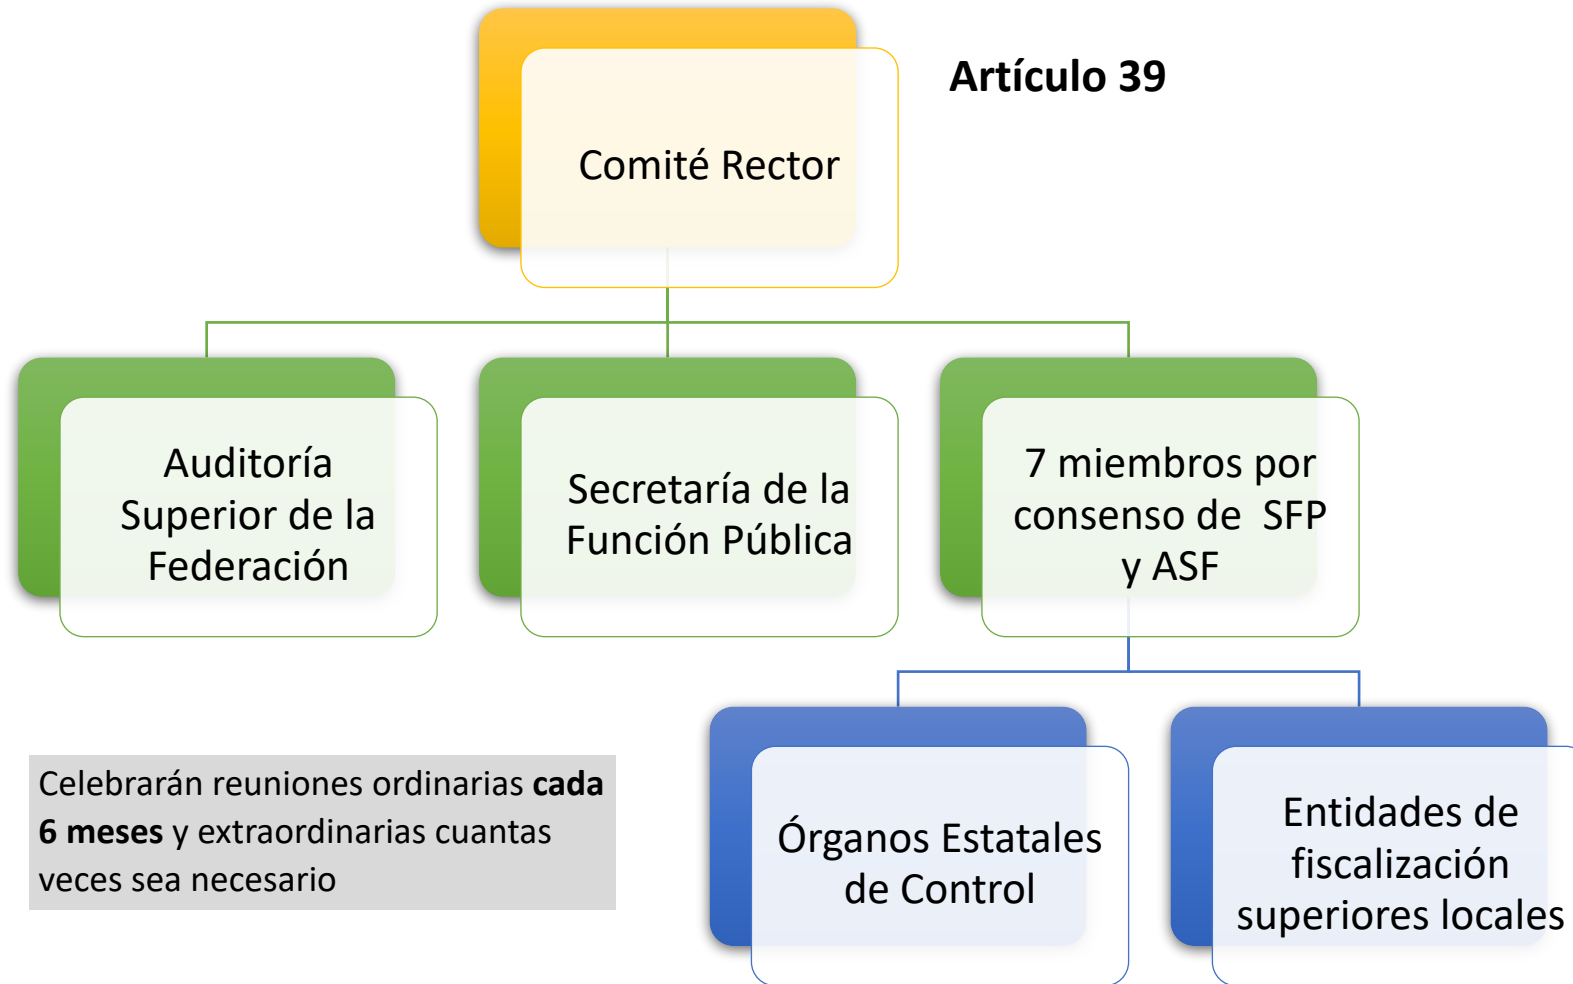 Artículo 39
Comité Rector
Auditoría
Superior de la
Federación
Secretaría de la
Función Pública
7 miembros por
consenso de  SFP
y ASF
Celebrarán reuniones ordinarias cada
6 meses y extraordinarias cuantas
veces sea necesario
Órganos Estatales
de Control
Entidades de
fiscalización
superiores locales